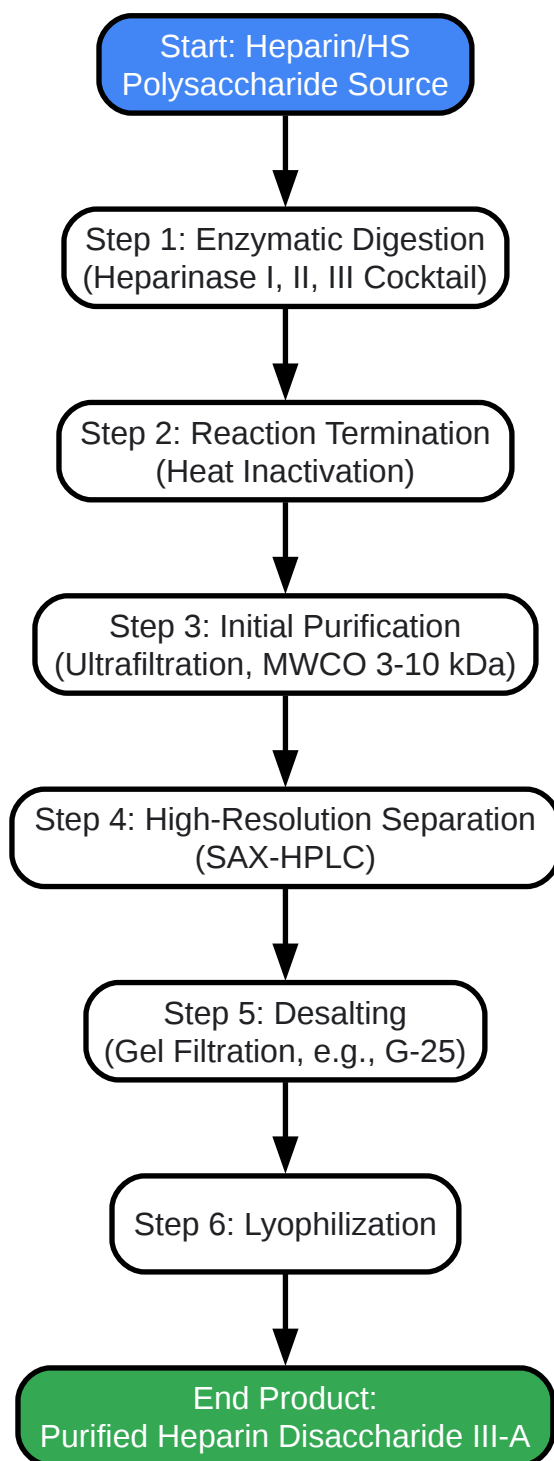 Start: Heparin/HS
Polysaccharide Source
Step 1: Enzymatic Digestion
(Heparinase I, II, III Cocktail)
Step 2: Reaction Termination
(Heat Inactivation)
Step 3: Initial Purification
(Ultrafiltration, MWCO 3-10 kDa)
Step 4: High-Resolution Separation
(SAX-HPLC)
Step 5: Desalting
(Gel Filtration, e.g., G-25)
Step 6: Lyophilization
End Product:
Purified Heparin Disaccharide III-A